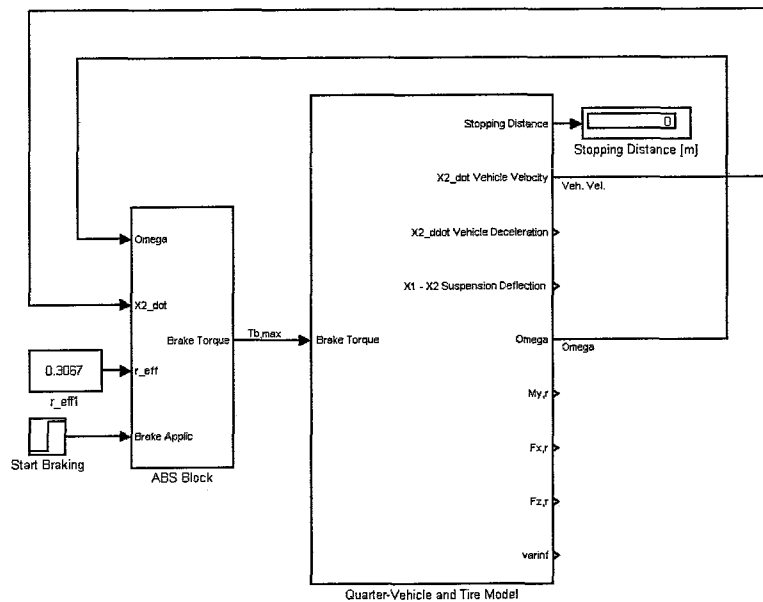 Stopping Distance
0
Stopping Distance [m]
X2_dot Vehicle Velocity
Veh. Vel.
Omega
X2_ddot Vehicle Deceleration
X1 - X2 Suspension Deflection
X2_dot
Brake Torque
Tb,max
Brake Torque
Omega
Omega
0.3067
r_eff
r_eff1
My,r
Brake Applic
Start Braking
Fx,r
ABS Block
Fz,r
varinf
Quarter-Vehicle and Tire Model